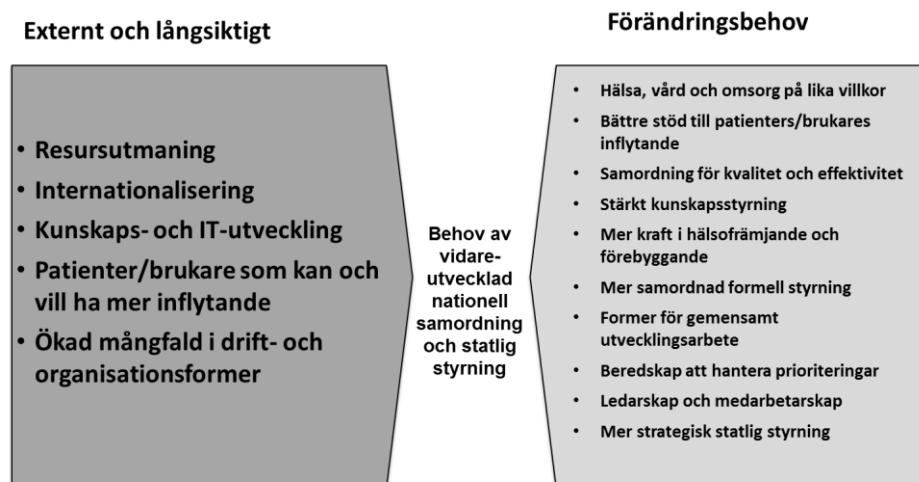 Externt och långsiktigt
• Resursutmaning
• Internationalisering
• Kunskaps- och IT-utveckling
• Patienter/brukare som kan och
vill ha mer inflytande
• Ökad mångfald i drift- och
organisationsformer
Behov av
vidare-
utvecklad
nationell
samordning
och statlig
styrning
Förändringsbehov
• Hälsa, vård och omsorg på lika villkor
• Bättre stöd till patienters/brukares
inflytande
• Samordning för kvalitet och effektivitet
• Stärkt kunskapsstyrning
• Mer kraft i hälsofrämjande och
förebyggande
• Mer samordnad formell styrning
• Former för gemensamt
utvecklingsarbete
• Beredskap att hantera prioriteringar
• Ledarskap och medarbetarskap
• Mer strategisk statlig styrning